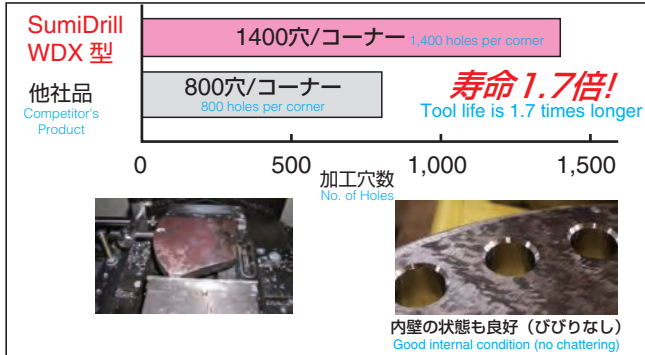 SumiDrill
WDX 型
1400穴/コーナー 1,400 holes per corner
他社品
Competitor's
Product
800穴/コーナー
800 holes per corner
寿命1.7倍!
Tool life is 1.7 times longer
0 500 1,000 1,500
加工穴数
No. of Holes
内壁の状態も良好（びびりなし）
Good internal condition (no chattering)